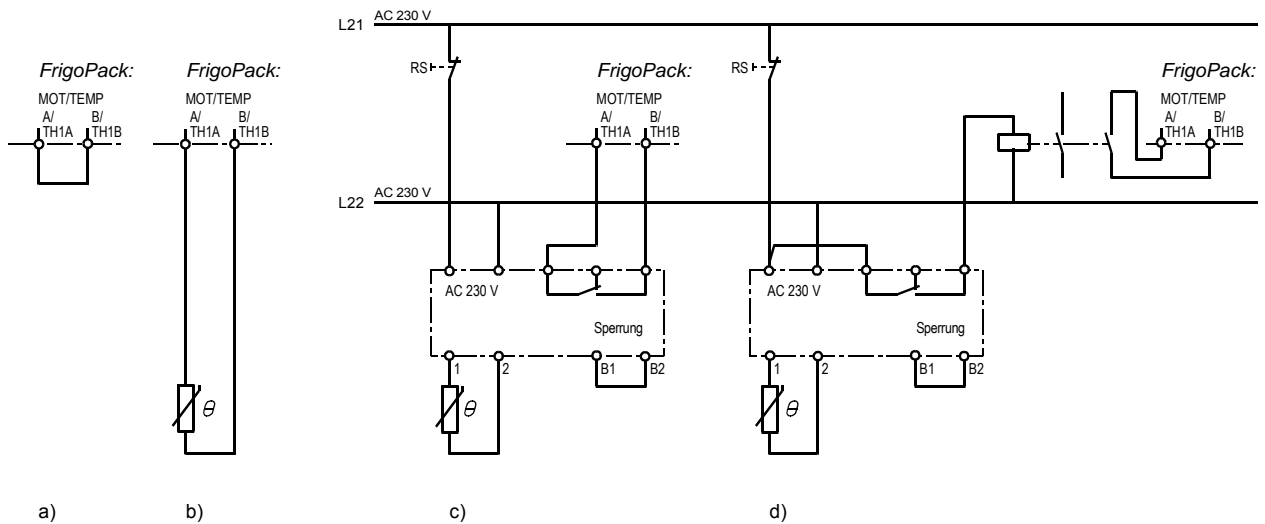 AC 230 V
L21
FrigoPack:
MOT/TEMP
A/ B/
TH1A TH1B
FrigoPack:
MOT/TEMP
A/ B/
TH1A TH1B
RS
FrigoPack:
MOT/TEMP
A/ B/
TH1A TH1B
RS
FrigoPack:
MOT/TEMP
A/ B/
TH1A TH1B
AC 230 V
L22
AC 230 V
Sperrung
1 2 B1 B2
θ
AC 230 V
Sperrung
1 2 B1 B2
θ
θ
a) b) c) d)